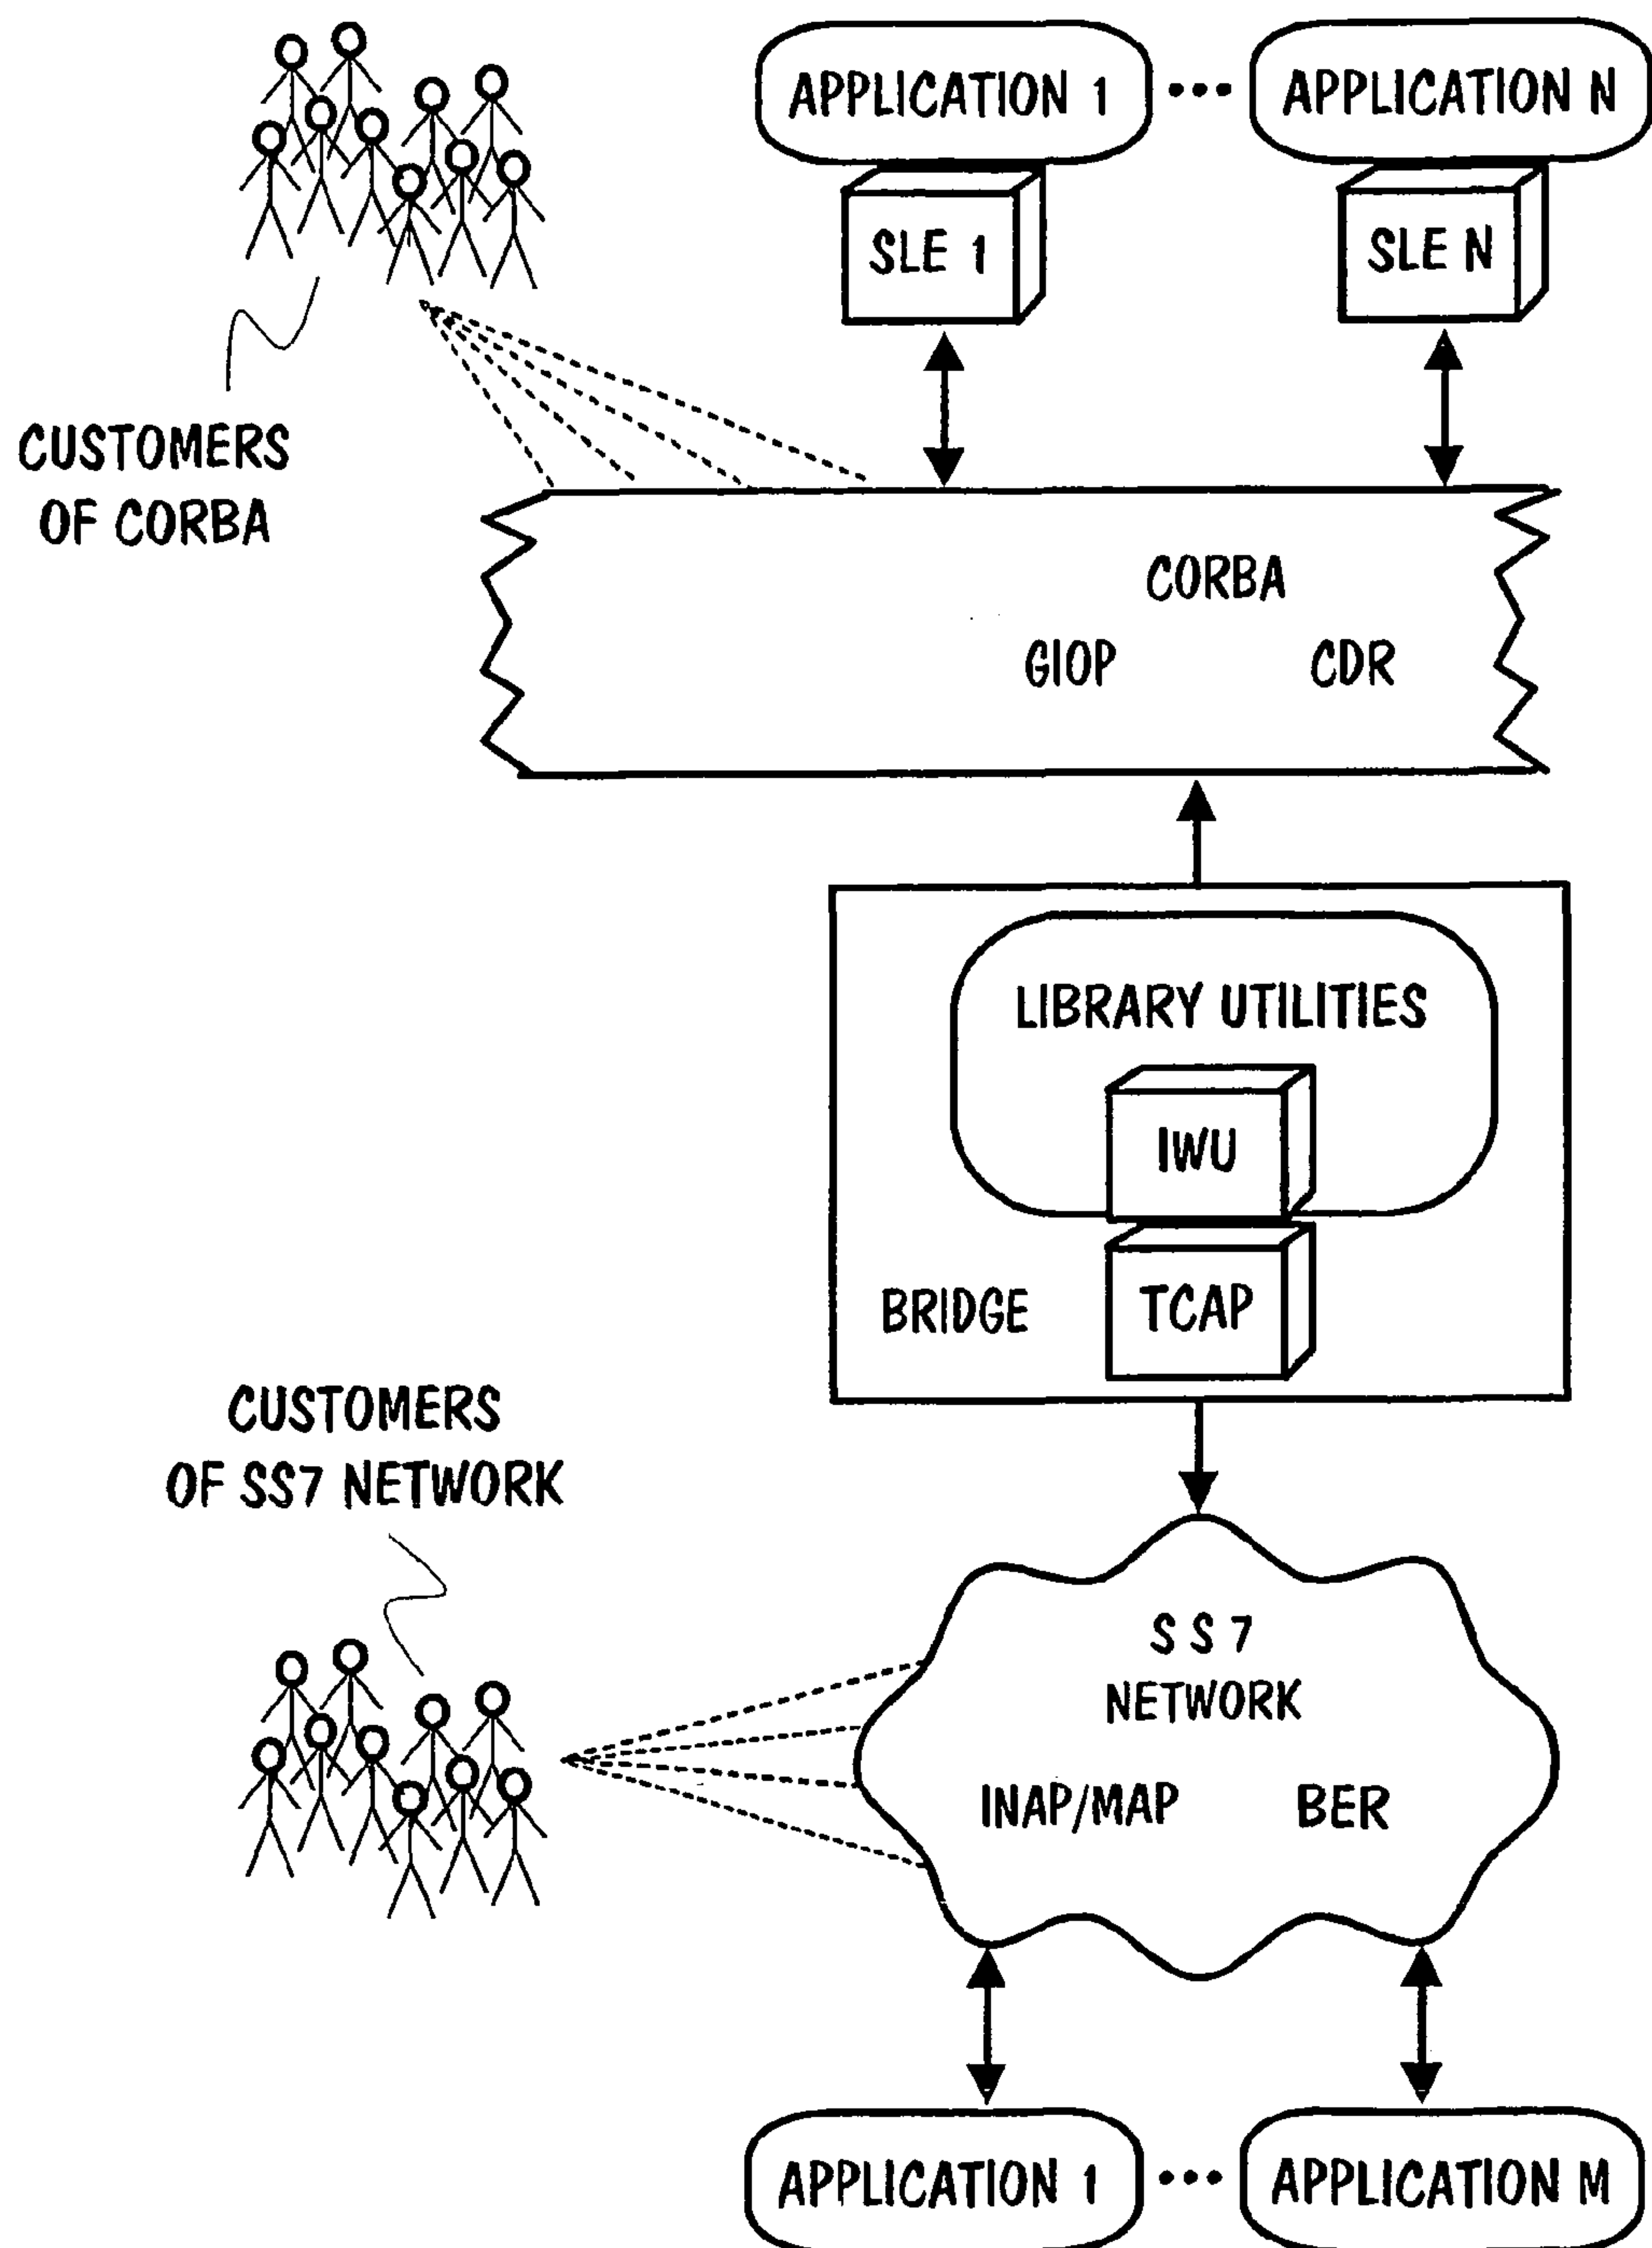 APPLICATION 1 ••• APPLICATION N
SLE 1
SLE N
CUSTOMERS
OF CORBA
CORBA
GIOP
CDR
LIBRARY UTILITIES
IWU
BRIDGE
TCAP
CUSTOMERS
OF SS7 NETWORK
SS7
NETWORK
INAP/MAP
BER
APPLICATION 1 ••• APPLICATION M